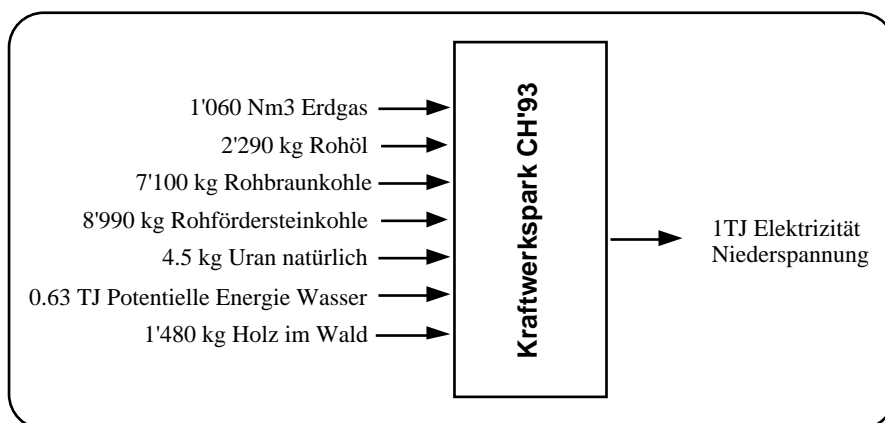 1'060 Nm3 Erdgas
2'290 kg Rohöl
7'100 kg Rohbraunkohle
8'990 kg Rohfördersteinkohle
4.5 kg Uran natürlich
0.63 TJ Potentielle Energie Wasser
1'480 kg Holz im Wald
Kraftwerkspark CH'93
1TJ Elektrizität
Niederspannung